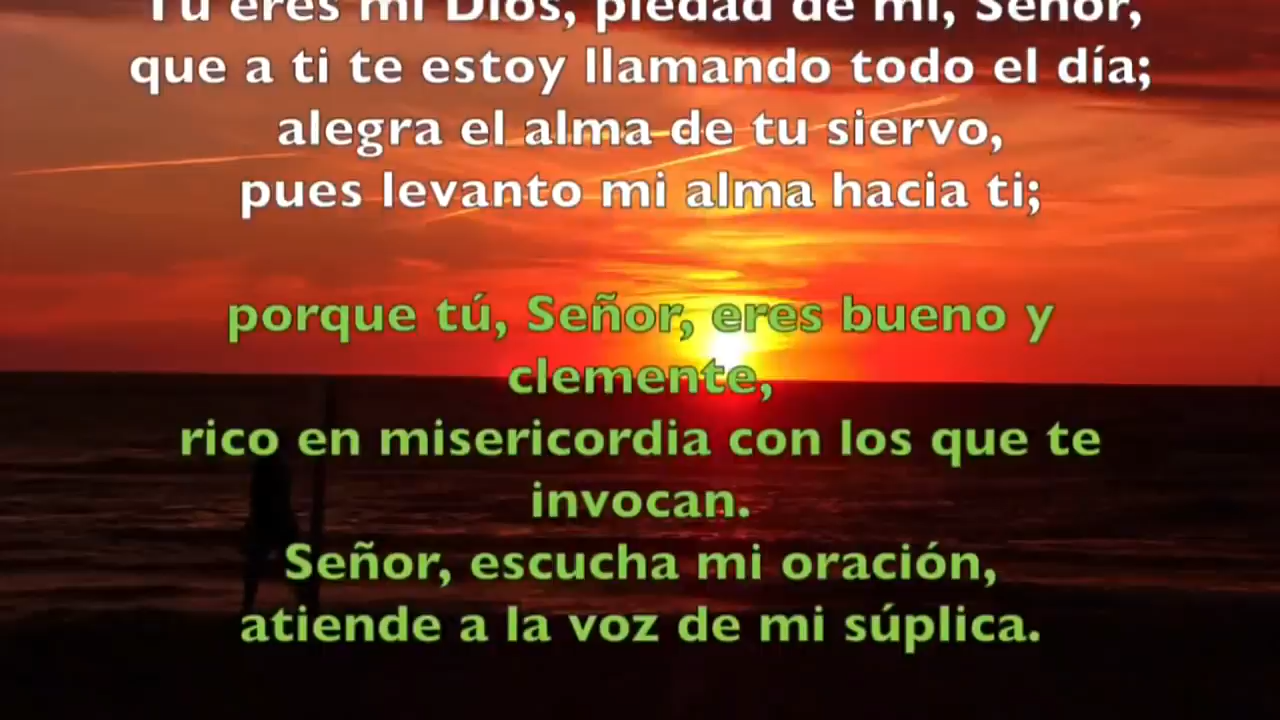 Tú eres mi Dios, piedad de mí, Señor,
que a ti te estoy llamando todo el día;
alegra el alma de tu siervo,
pues levanto mi alma hacia ti;
porque tú, Señor, eres bueno y
clemente,
rico en misericordia con los que te
invocan.
Señor, escucha mi oración,
atiende a la voz de mi súplica.